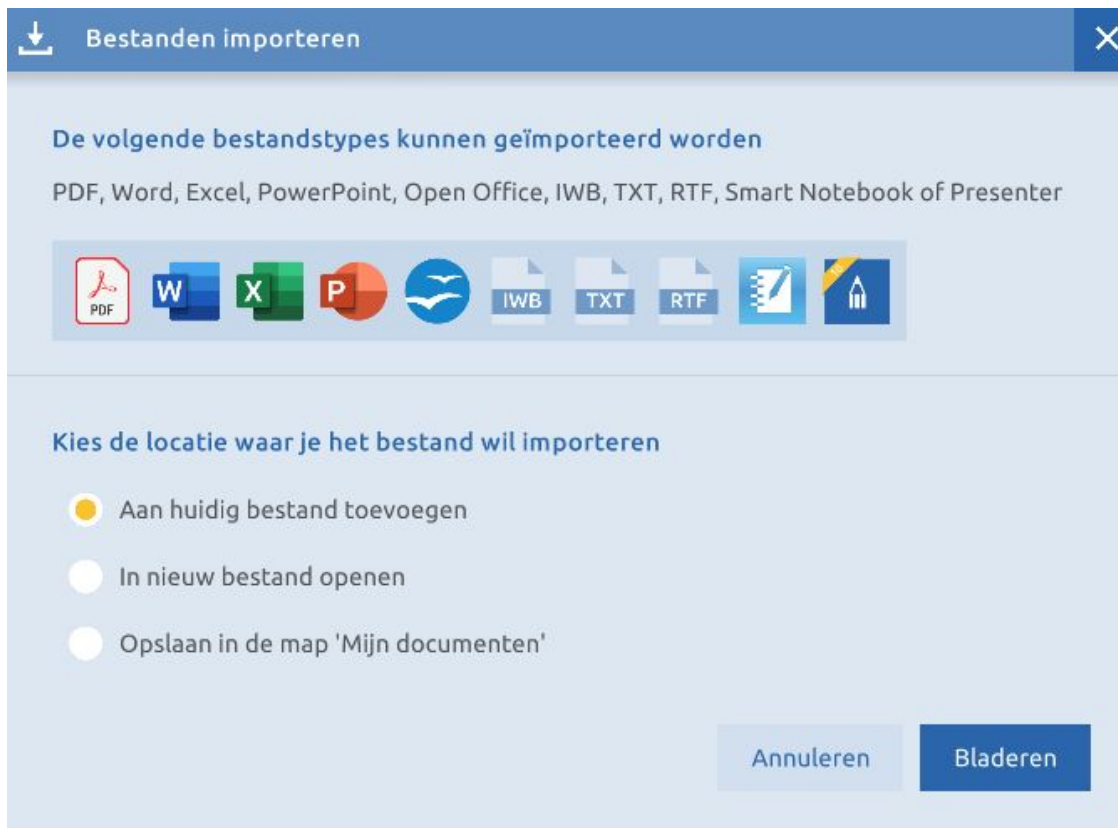 Bestanden importeren
De volgende bestandstypes kunnen geïmporteerd worden
PDF, Word, Excel, PowerPoint, Open Office, IWB, TXT, RTF, Smart Notebook of Presenter
PDF W X P IWB TXT RTF
Kies de locatie waar je het bestand wil importeren
Aan huidig bestand toevoegen
In nieuw bestand openen
Opslaan in de map 'Mijn documenten'
Annuleren Bladeren